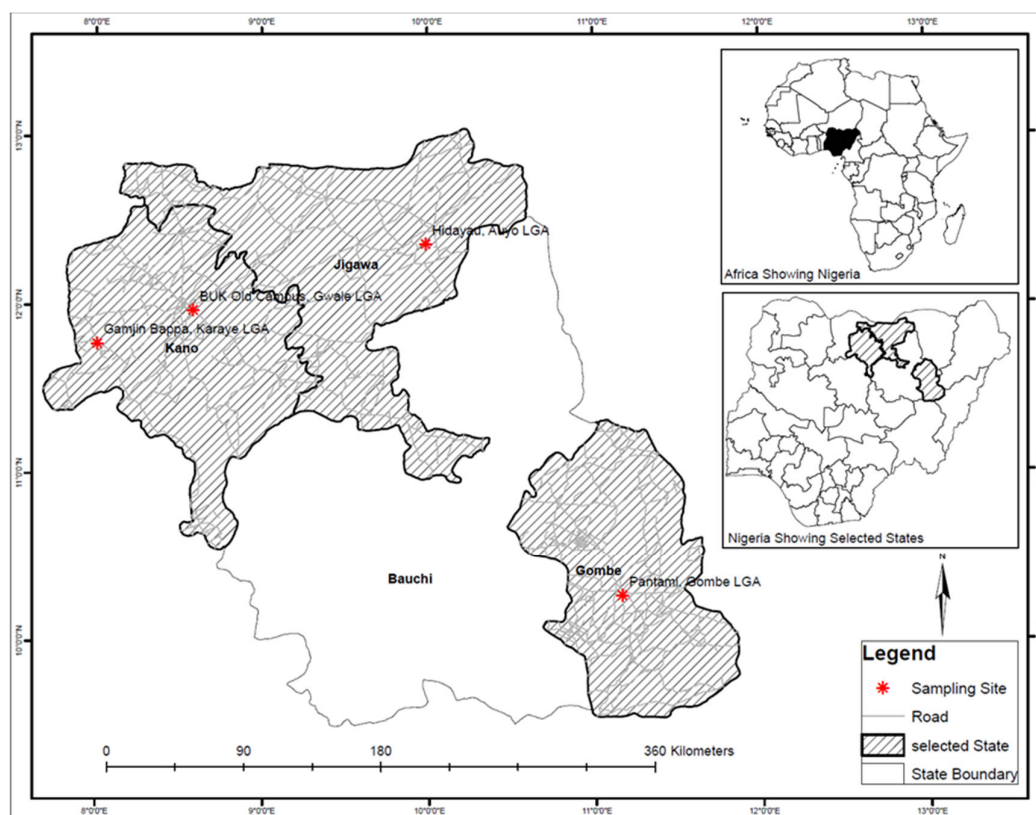 8°0'0"E 9°0'0"E 10°0'0"E 11°0'0"E 12°0'0"E 13°0'0"E
13°0'0"N
12°0'0"N
11°0'0"N
10°0'0"N
Hidayau, Auyo LGA
Jigawa
BUK Old Campus, Gwale LGA
Gamjin Bappa, Karaye LGA
Kano
Bauchi
Gombe
Pantami, Gombe LGA
Africa Showing Nigeria
Nigeria Showing Selected States
N
Legend
Sampling Site
Road
selected State
State Boundary
0 90 180 360 Kilometers
8°0'0"E 9°0'0"E 10°0'0"E 11°0'0"E 12°0'0"E 13°0'0"E